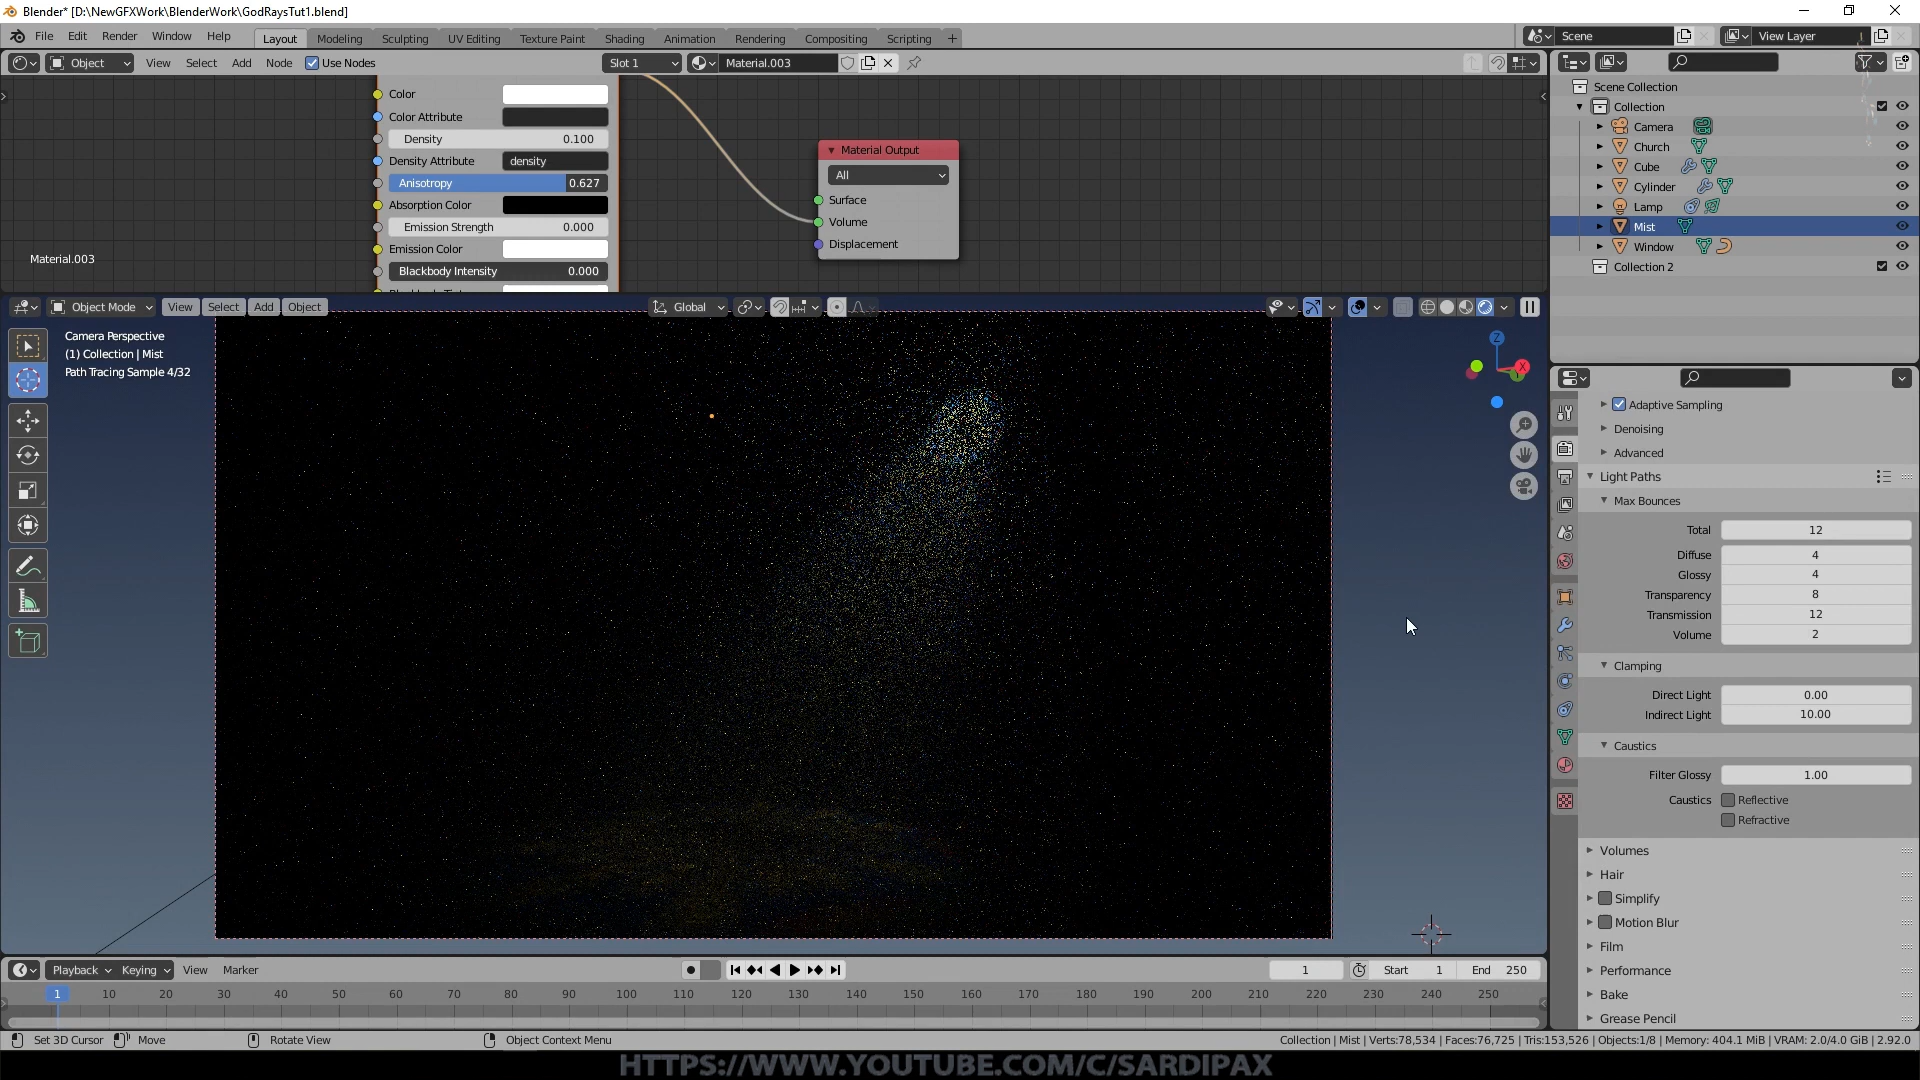 Blender* [D:\NewGFXWork\BlenderWork\GodRaysTut1.blend]
File Edit Render Window Help Layout Modeling Sculpting UV Editing Texture Paint Shading Animation Rendering Compositing Scripting + Scene View Layer
Object View Select Add Node Use Nodes Slot 1 Material.003
Color
Color Attribute
Density 0.100
Density Attribute density
Anisotropy 0.627
Absorption Color
Emission Strength 0.000
Emission Color
Blackbody Intensity 0.000
Material.003
Material Output
All
Surface
Volume
Displacement
Scene Collection
Collection
Camera
Church
Cube
Cylinder
Lamp
Mist
Window
Collection 2
Object Mode View Select Add Object Global
Camera Perspective
(1) Collection | Mist
Path Tracing Sample 4/32
Z
X
Y
Adaptive Sampling
Denoising
Advanced
Light Paths
Max Bounces
Total 12
Diffuse 4
Glossy 4
Transparency 8
Transmission 12
Volume 2
Clamping
Direct Light 0.00
Indirect Light 10.00
Caustics
Filter Glossy 1.00
Caustics Reflective
Refractive
Volumes
Hair
Simplify
Motion Blur
Film
Performance
Bake
Grease Pencil
Playback Keying View Marker 1 Start 1 End 250
1 10 20 30 40 50 60 70 80 90 100 110 120 130 140 150 160 170 180 190 200 210 220 230 240 250
Set 3D Cursor Move Rotate View Object Context Menu Collection | Mist | Verts:78,534 | Faces:76,725 | Tris:153,526 | Objects:1/8 | Memory: 404.1 MiB | VRAM: 2.0/4.0 GiB | 2.92.0
HTTPS://WWW.YOUTUBE.COM/C/SARDIPAX